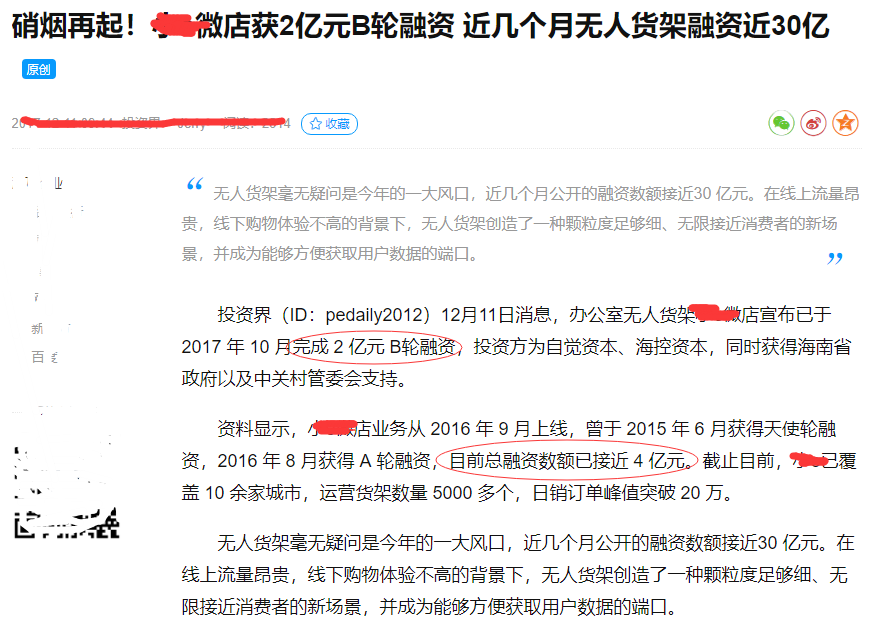 硝烟再起！微店获2亿元B轮融资 近几个月无人货架融资近30亿
原创
收藏
“ 无人货架毫无疑问是今年的一大风口，近几个月公开的融资数额接近30 亿元。在线上流量昂
贵，线下购物体验不高的背景下，无人货架创造了一种颗粒度足够细、无限接近消费者的新场
景，并成为能够方便获取用户数据的端口。 ”
投资界（ID：pedaily2012）12月11日消息，办公室无人货架微店宣布已于
2017 年 10 月完成 2 亿元 B轮融资，投资方为自觉资本、海控资本，同时获得海南省
政府以及中关村管委会支持。
资料显示，店业务从 2016 年 9 月上线，曾于 2015 年 6 月获得天使轮融
资，2016 年 8 月获得 A 轮融资，目前总融资数额已接近 4 亿元。截止目前，已覆
盖 10 余家城市，运营货架数量 5000 多个，日销订单峰值突破 20 万。
无人货架毫无疑问是今年的一大风口，近几个月公开的融资数额接近30 亿元。在
线上流量昂贵，线下购物体验不高的背景下，无人货架创造了一种颗粒度足够细、无
限接近消费者的新场景，并成为能够方便获取用户数据的端口。
业
新
百